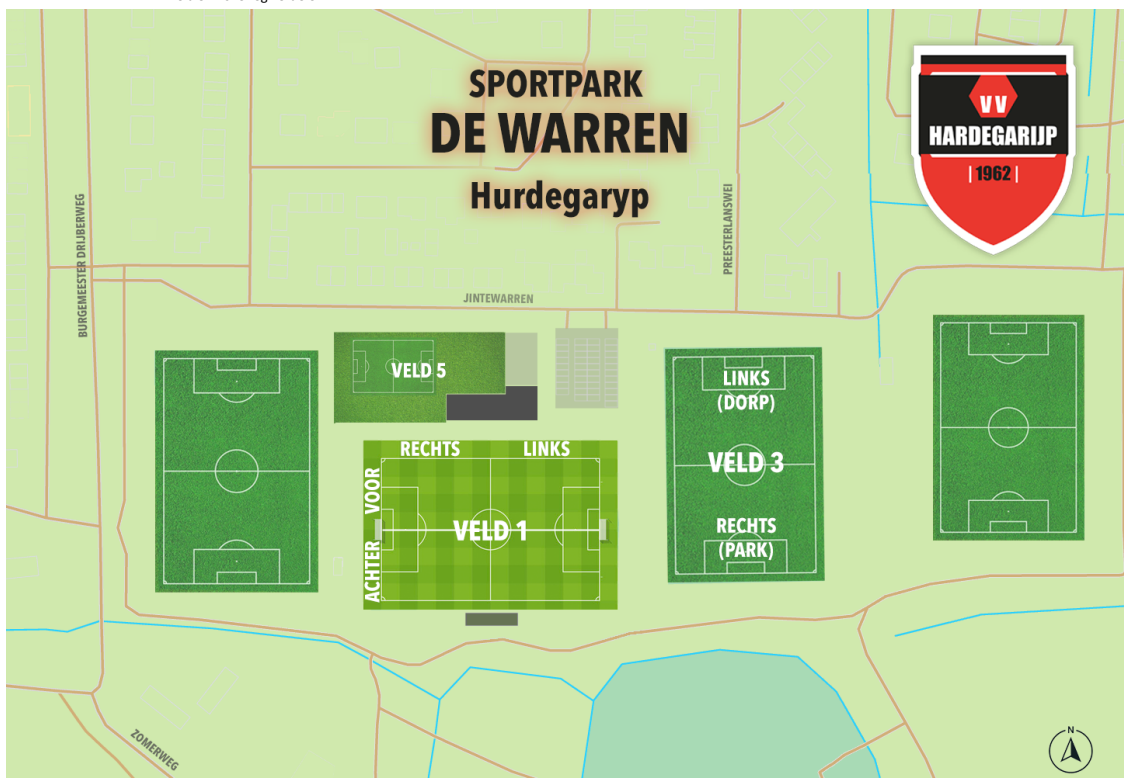 SPORTPARK
DE WARREN
Hurdegaryp
VV
HARDEGARIJP
| 1962 |
BURGEMEESTER DRIJBERWEG
PREESTERLANSWEI
JINTEWARREN
VELD 5
RECHTS LINKS
VOOR
ACHTER
VELD 1
LINKS
(DORP)
VELD 3
RECHTS
(PARK)
ZOMERWEG
N